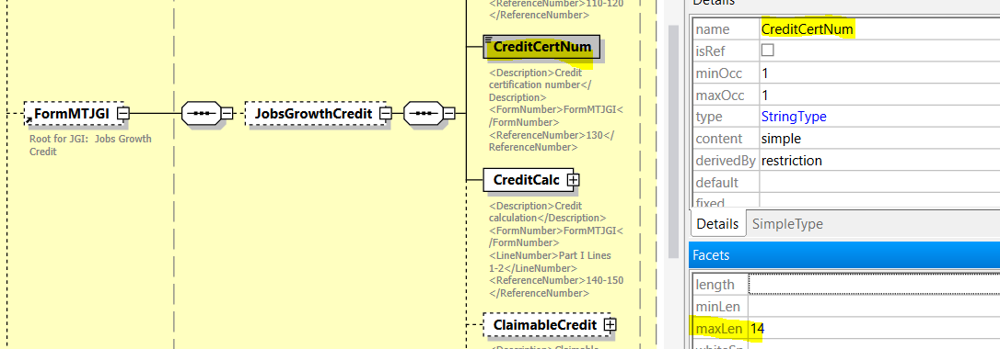 <ReferenceNumber>110-120
</ReferenceNumber>
CreditCertNum
<Description>Credit
certification number</
Description>
<FormNumber>FormMTJGI<
/FormNumber>
<ReferenceNumber>130</
ReferenceNumber>
FormMTJGI
Root for JGI: Jobs Growth
Credit
JobsGrowthCredit
CreditCalc
<Description>Credit
calculation</Description>
<FormNumber>FormMTJGI<
/FormNumber>
<LineNumber>Part I Lines
1-2</LineNumber>
<ReferenceNumber>140-150
</ReferenceNumber>
ClaimableCredit
<Description>Claimable
Details
name CreditCertNum
isRef
minOcc 1
maxOcc 1
type StringType
content simple
derivedBy restriction
default
fixed
Details SimpleType
Facets
length
minLen
maxLen 14